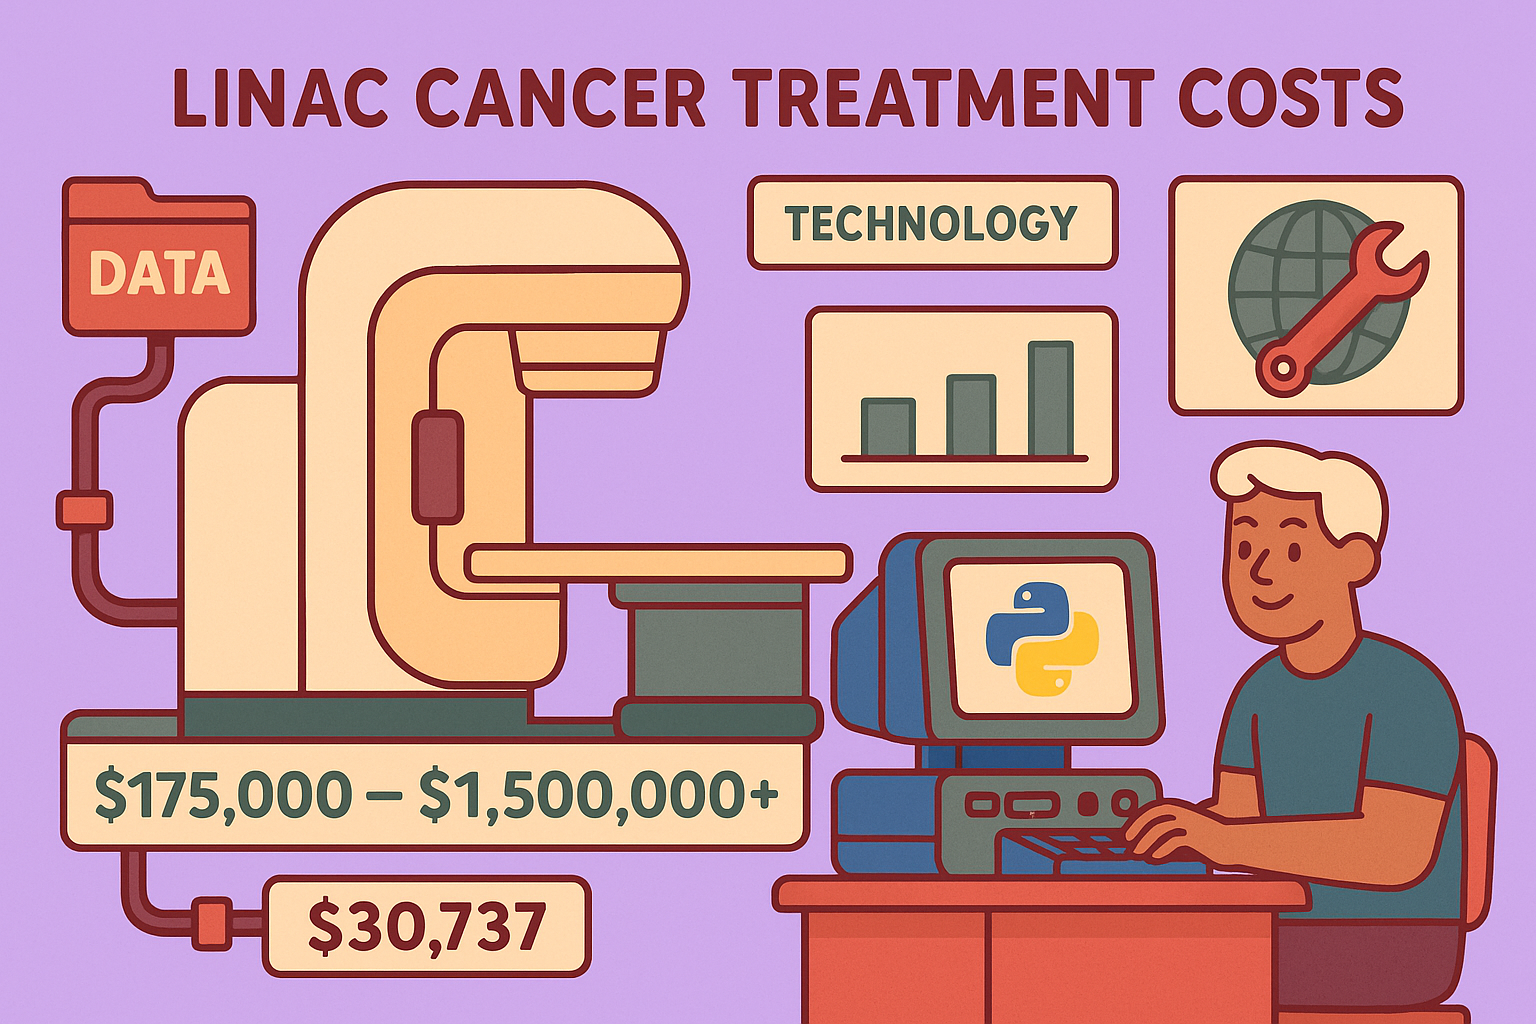 LINAC CANCER TREATMENT COSTS
DATA
TECHNOLOGY
$175,000 – $1,500,000+
$30,737